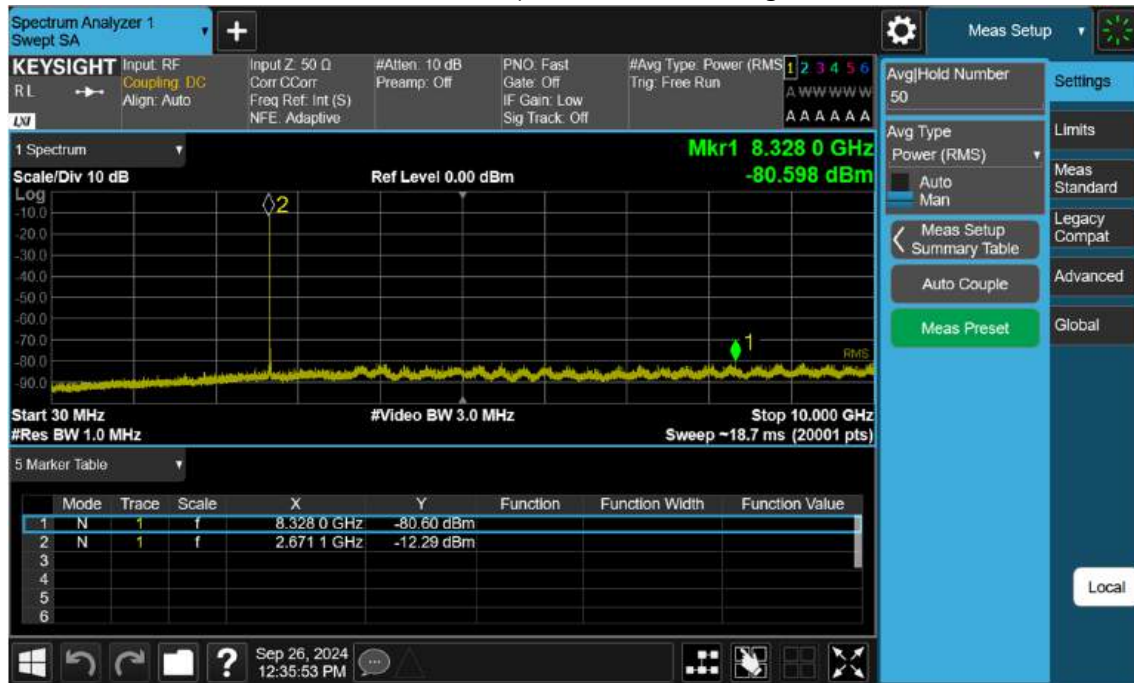 Spectrum Analyzer 1
Swept SA
Meas Setup
KEYSIGHT
RL
LXI
Input: RF
Coupling: DC
Align: Auto
Input Z: 50 Ω
Corr CCorr
Freq Ref: Int (S)
NFE: Adaptive
#Atten: 10 dB
Preamp: Off
PNO: Fast
Gate: Off
IF Gain: Low
Sig Track: Off
#Avg Type: Power (RMS
Trig: Free Run
1 2 3 4 5 6
A W W W W W
A A A A A A
1 Spectrum
Scale/Div 10 dB
Ref Level 0.00 dBm
Mkr1 8.328 0 GHz
-80.598 dBm
Log
-10.0
-20.0
-30.0
-40.0
-50.0
-60.0
-70.0
-80.0
-90.0
2
1
RMS
Start 30 MHz
#Video BW 3.0 MHz
Stop 10.000 GHz
#Res BW 1.0 MHz
Sweep ~18.7 ms (20001 pts)
5 Marker Table
Mode Trace Scale X Y Function Function Width Function Value
1 N 1 f 8.328 0 GHz -80.60 dBm
2 N 1 f 2.671 1 GHz -12.29 dBm
3
4
5
6
Avg|Hold Number
50
Avg Type
Power (RMS)
Auto
Man
Meas Setup
Summary Table
Auto Couple
Meas Preset
Settings
Limits
Meas
Standard
Legacy
Compat
Advanced
Global
Local
?
Sep 26, 2024
12:35:53 PM